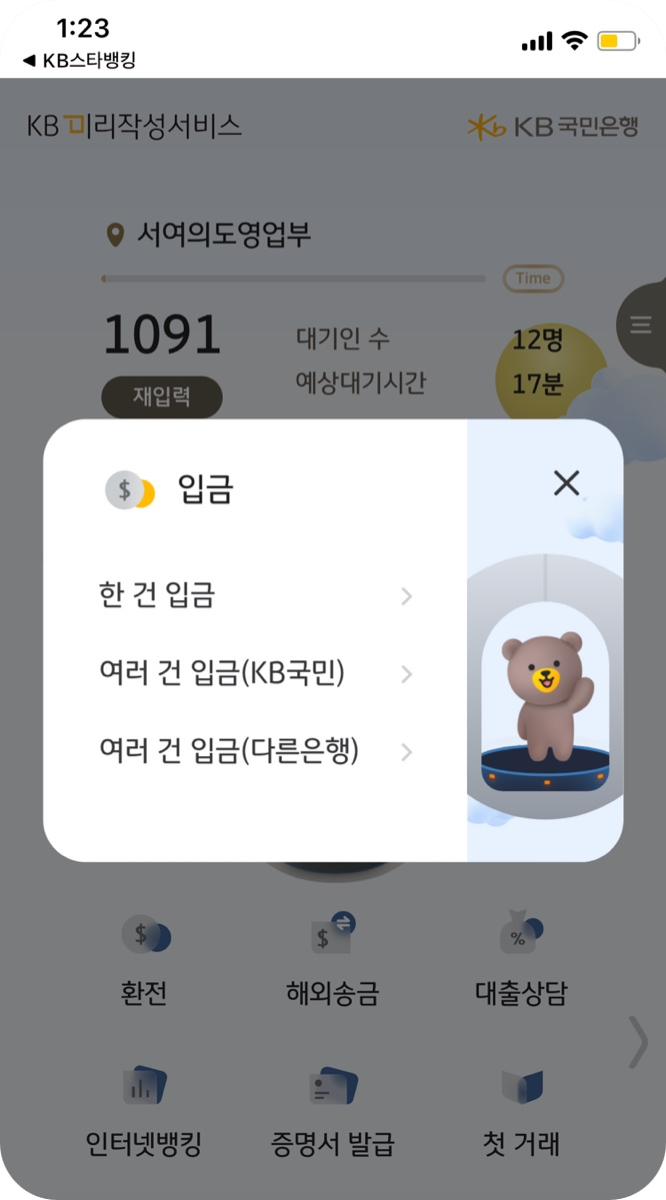 1:23
◀ KB스타뱅킹
KB 미리작성서비스
KB 국민은행
서여의도영업부
Time
1091
대기인 수 12명
예상대기시간 17분
재입력
$ 입금
한 건 입금
여러 건 입금(KB국민)
여러 건 입금(다른은행)
$ $ %
환전 해외송금 대출상담
인터넷뱅킹 증명서 발급 첫 거래